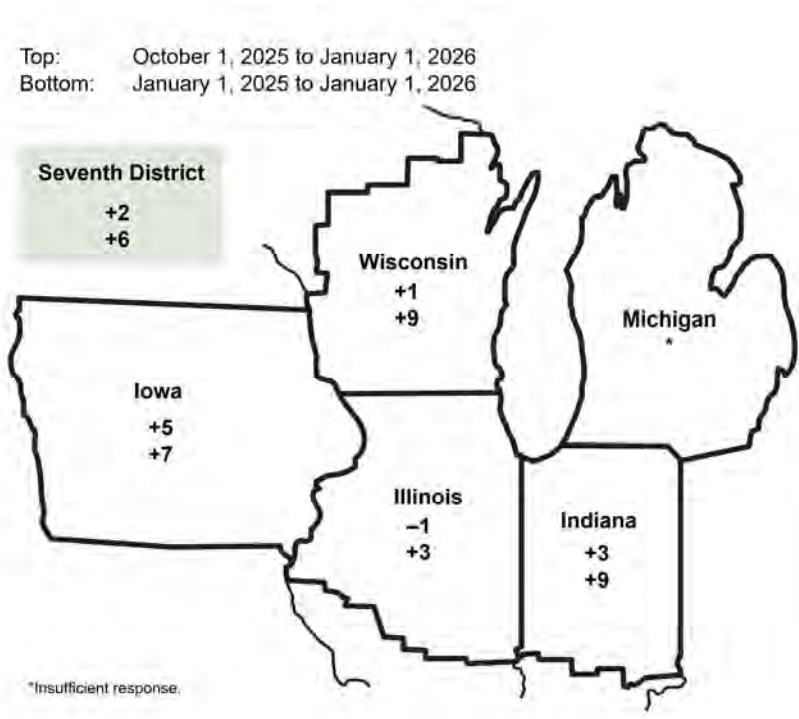 Top: October 1, 2025 to January 1, 2026
Bottom: January 1, 2025 to January 1, 2026
Seventh District
+2
+6
Wisconsin
+1
+9
Michigan
*
Iowa
+5
+7
Illinois
–1
+3
Indiana
+3
+9
*Insufficient response.